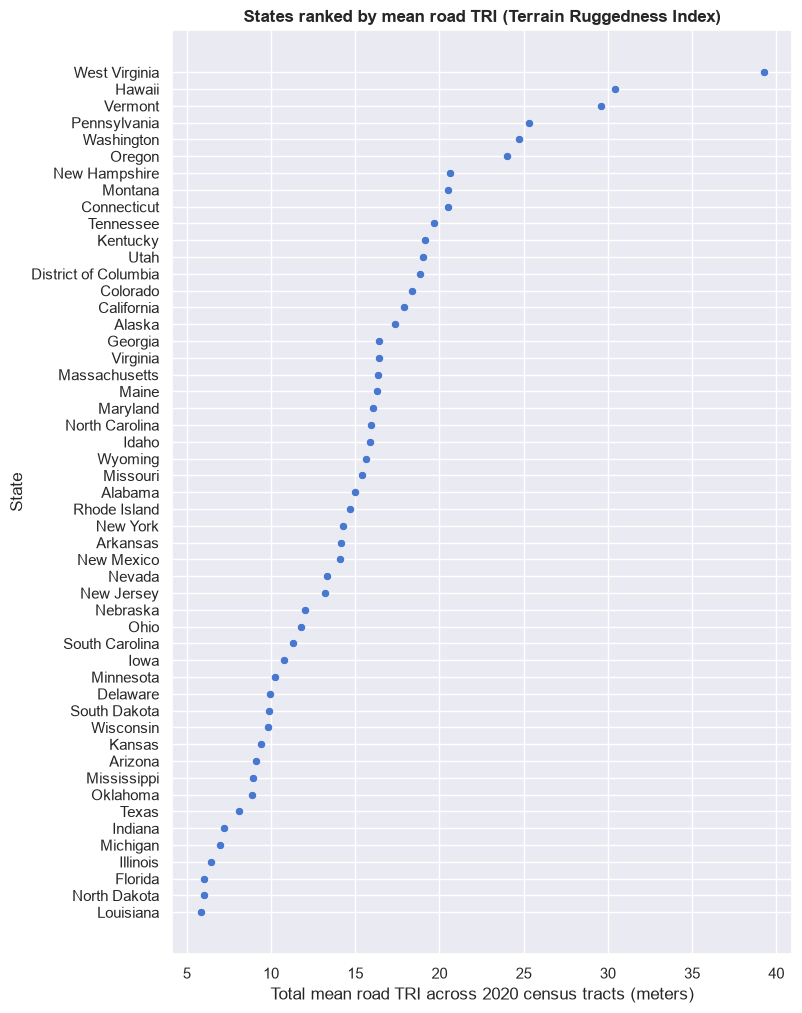 States ranked by mean road TRI (Terrain Ruggedness Index)
State
West Virginia
Hawaii
Vermont
Pennsylvania
Washington
Oregon
New Hampshire
Montana
Connecticut
Tennessee
Kentucky
Utah
District of Columbia
Colorado
California
Alaska
Georgia
Virginia
Massachusetts
Maine
Maryland
North Carolina
Idaho
Wyoming
Missouri
Alabama
Rhode Island
New York
Arkansas
New Mexico
Nevada
New Jersey
Nebraska
Ohio
South Carolina
Iowa
Minnesota
Delaware
South Dakota
Wisconsin
Kansas
Arizona
Mississippi
Oklahoma
Texas
Indiana
Michigan
Illinois
Florida
North Dakota
Louisiana
5 10 15 20 25 30 35 40
Total mean road TRI across 2020 census tracts (meters)